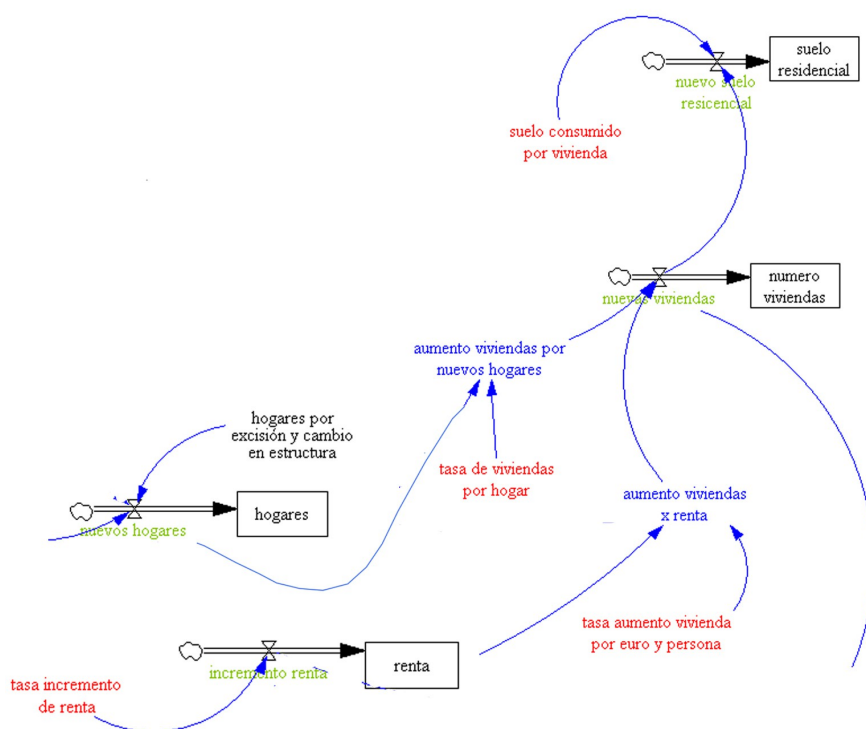 suelo
residencial
nuevo suelo
resicencial
suelo consumido
por vivienda
numero
viviendas
nuevas viviendas
aumento viviendas por
nuevos hogares
hogares por
excisión y cambio
en estructura
tasa de viviendas
por hogar
aumento viviendas
x renta
hogares
nuevos hogares
tasa aumento vivienda
por euro y persona
renta
incremento renta
tasa incremento
de renta